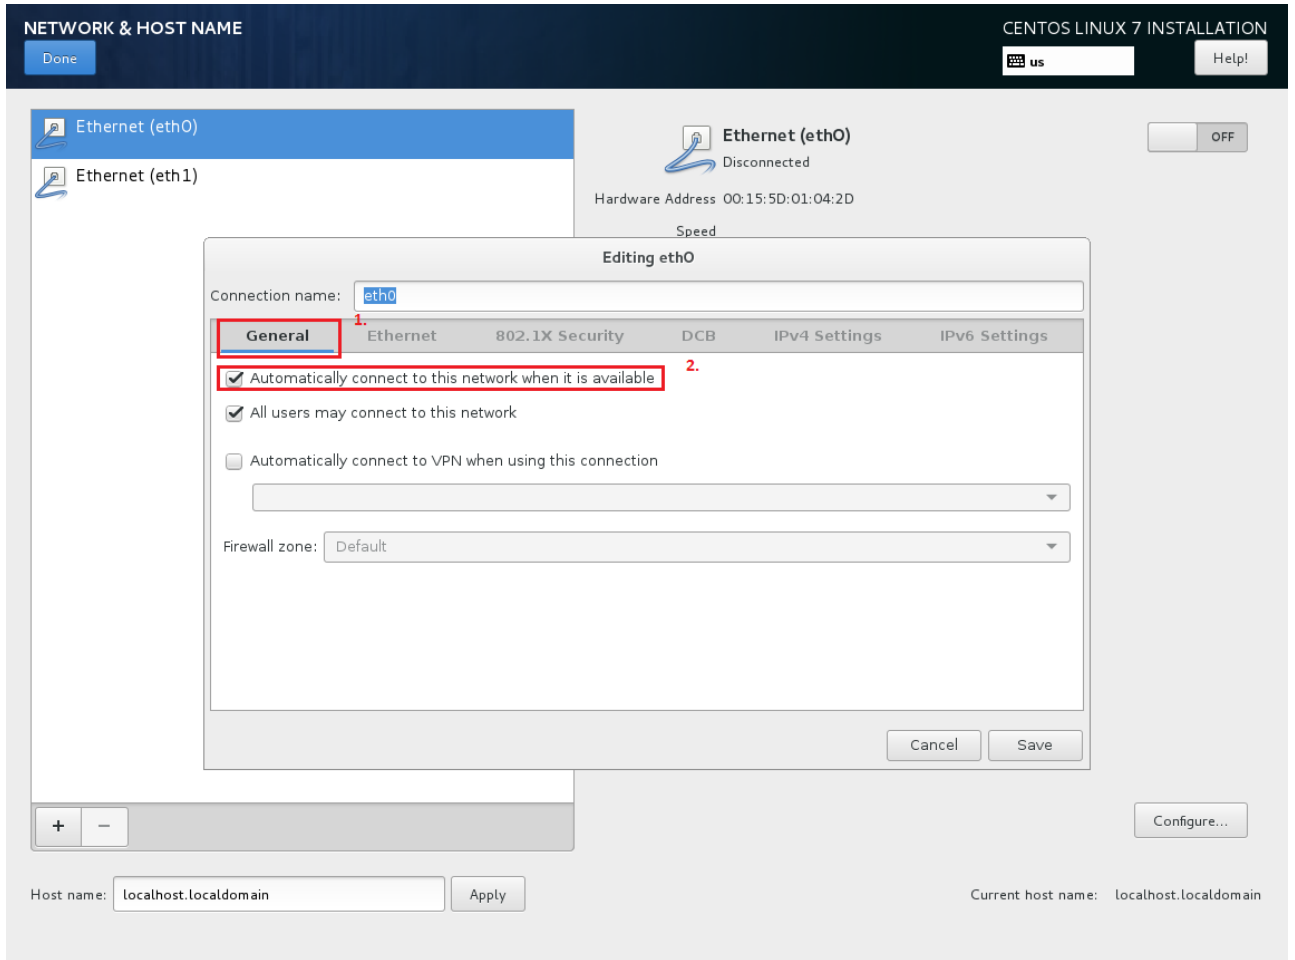 NETWORK & HOST NAME
CENTOS LINUX 7 INSTALLATION
Done
us
Help!
Ethernet (eth0)
Ethernet (eth1)
Ethernet (eth0)
Disconnected
OFF
Hardware Address 00:15:5D:01:04:2D
Speed
Editing eth0
Connection name: eth0
1.
General Ethernet 802.1X Security DCB IPv4 Settings IPv6 Settings
2.
Automatically connect to this network when it is available
All users may connect to this network
Automatically connect to VPN when using this connection
Firewall zone: Default
Cancel Save
+ −
Configure...
Host name: localhost.localdomain Apply
Current host name: localhost.localdomain